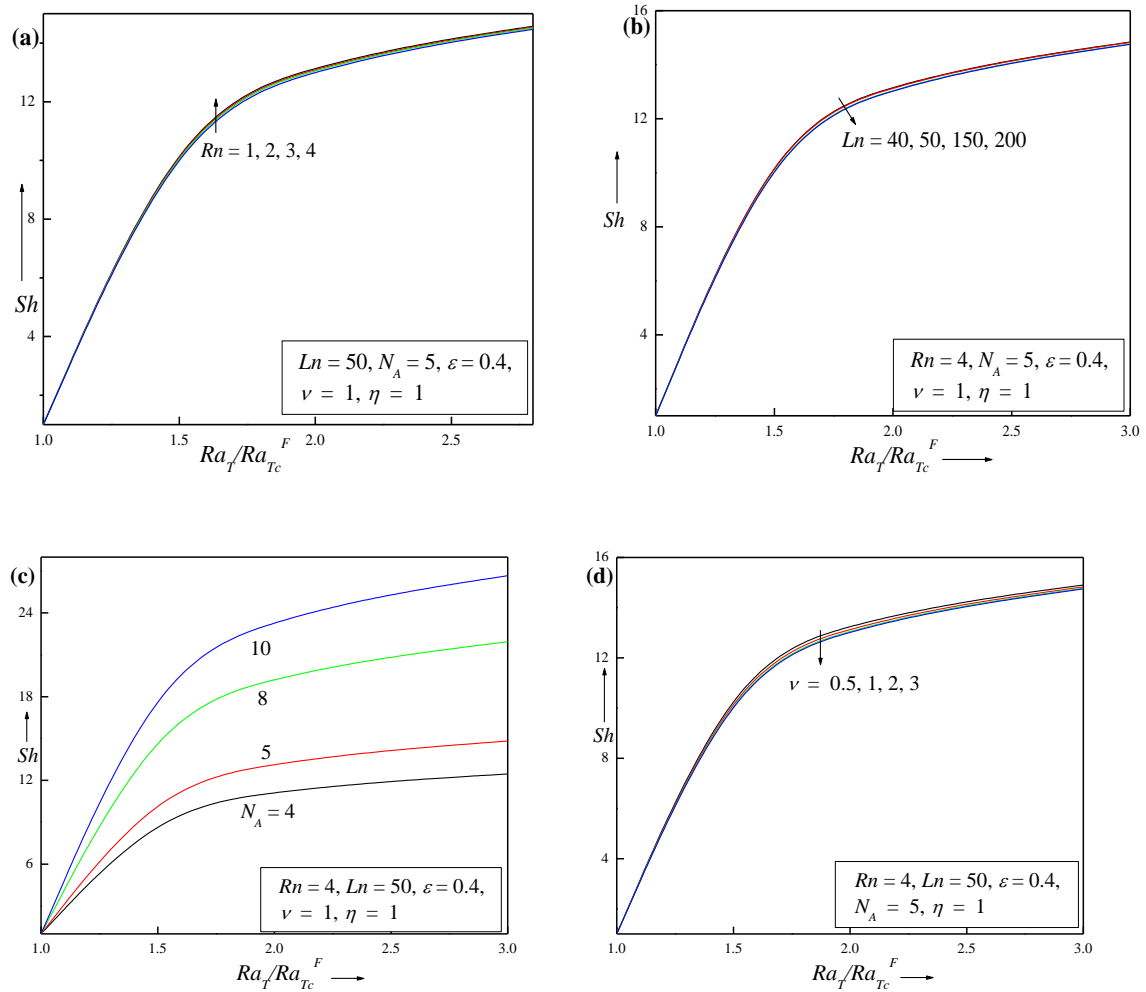 (a)
12
8
4
Sh
Rn = 1, 2, 3, 4
Ln = 50, N_A = 5, ε = 0.4,
ν = 1, η = 1
1.0 1.5 2.0 2.5
Ra_T/Ra_Tc^F
(b)
16
12
8
4
Sh
Ln = 40, 50, 150, 200
Rn = 4, N_A = 5, ε = 0.4,
ν = 1, η = 1
1.0 1.5 2.0 2.5 3.0
Ra_T/Ra_Tc^F
(c)
24
18
12
6
Sh
10
8
5
N_A = 4
Rn = 4, Ln = 50, ε = 0.4,
ν = 1, η = 1
1.0 1.5 2.0 2.5 3.0
Ra_T/Ra_Tc^F
(d)
16
12
8
4
Sh
ν = 0.5, 1, 2, 3
Rn = 4, Ln = 50, ε = 0.4,
N_A = 5, η = 1
1.0 1.5 2.0 2.5 3.0
Ra_T/Ra_Tc^F